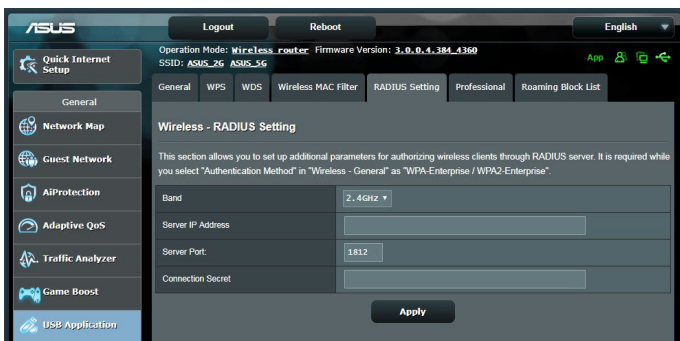 ASUS
Logout
Reboot
English
Quick Internet
Setup
Operation Mode: Wireless router Firmware Version: 3.0.0.4.384_4360
SSID: ASUS_2G ASUS_5G
App
General
WPS
WDS
Wireless MAC Filter
RADIUS Setting
Professional
Roaming Block List
General
Network Map
Guest Network
AiProtection
Adaptive QoS
Traffic Analyzer
Game Boost
USB Application
Wireless - RADIUS Setting
This section allows you to set up additional parameters for authorizing wireless clients through RADIUS server. It is required while
you select "Authentication Method" in "Wireless - General" as "WPA-Enterprise / WPA2-Enterprise".
Band
2.4GHz
Server IP Address
Server Port:
1812
Connection Secret
Apply